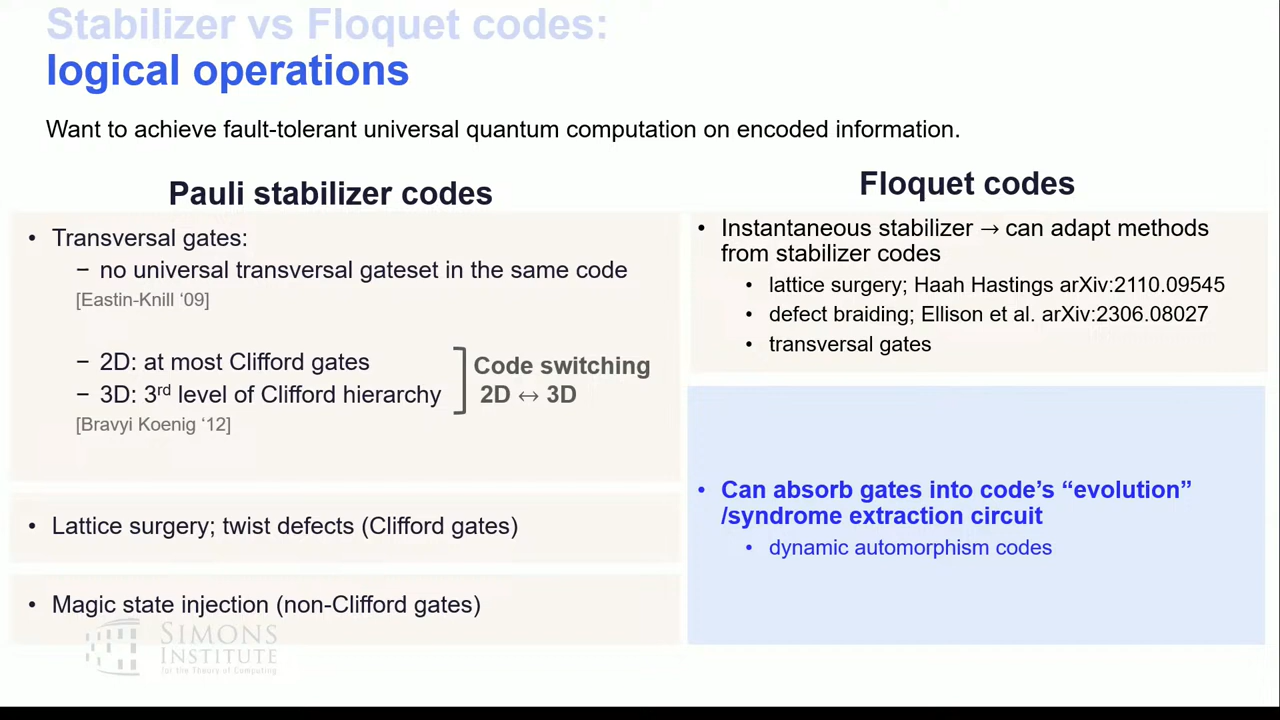 Stabilizer vs Floquet codes:
logical operations
Want to achieve fault-tolerant universal quantum computation on encoded information.
Pauli stabilizer codes
• Transversal gates:
− no universal transversal gateset in the same code
[Eastin-Knill ‘09]
− 2D: at most Clifford gates
− 3D: 3rd level of Clifford hierarchy
[Bravyi Koenig ‘12]
Code switching
2D ↔ 3D
• Lattice surgery; twist defects (Clifford gates)
• Magic state injection (non-Clifford gates)
Floquet codes
• Instantaneous stabilizer → can adapt methods
from stabilizer codes
• lattice surgery; Haah Hastings arXiv:2110.09545
• defect braiding; Ellison et al. arXiv:2306.08027
• transversal gates
• Can absorb gates into code’s “evolution”
/syndrome extraction circuit
• dynamic automorphism codes
SIMONS
INSTITUTE
for the Theory of Computing